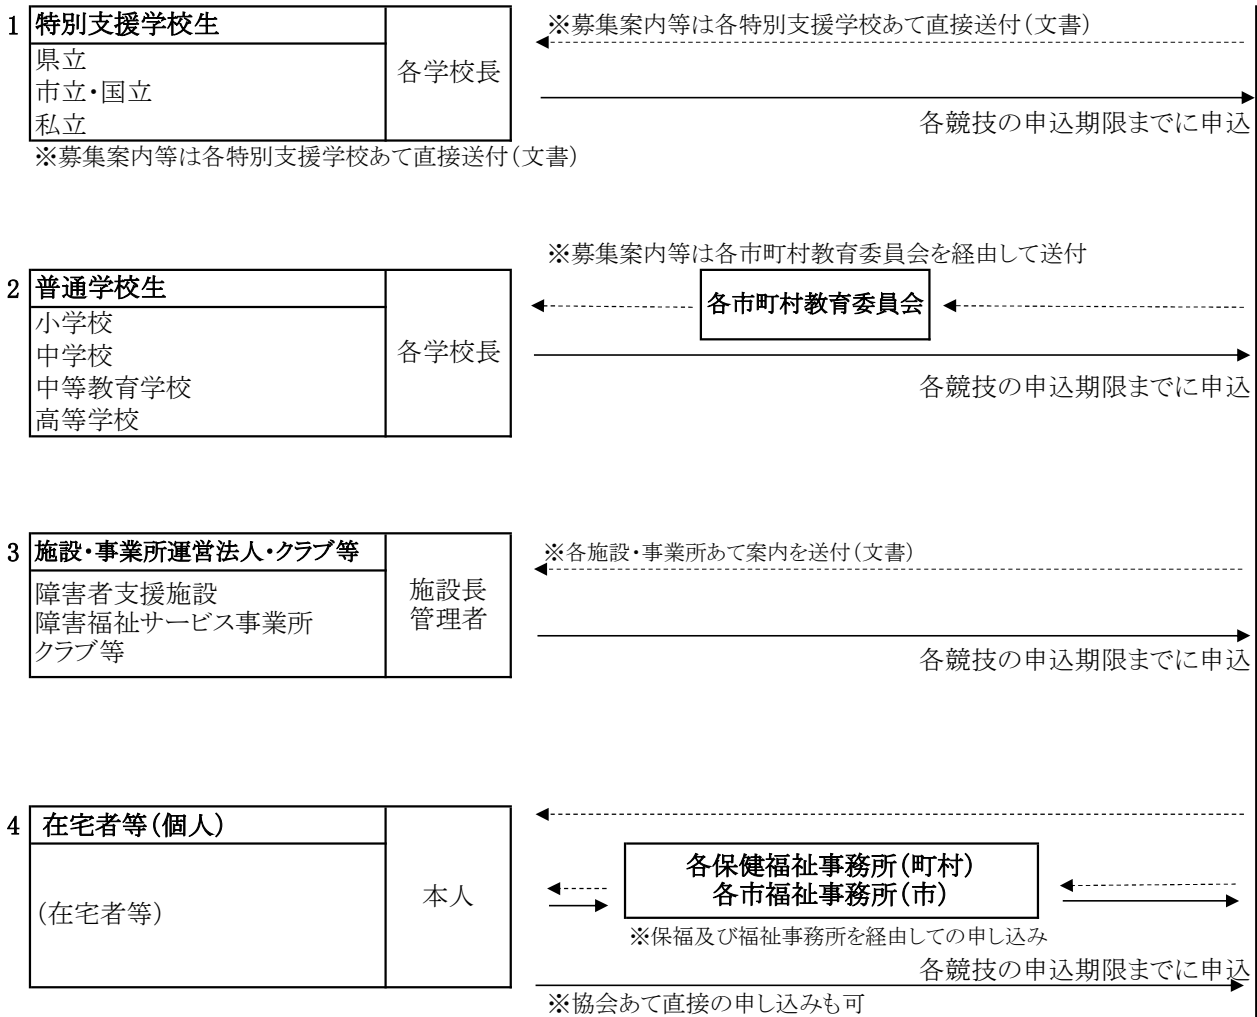 1 特別支援学校生
県立
市立・国立
私立
各学校長
※募集案内等は各特別支援学校あて直接送付(文書)
各競技の申込期限までに申込
※募集案内等は各特別支援学校あて直接送付(文書)
※募集案内等は各市町村教育委員会を経由して送付
2 普通学校生
小学校
中学校
中等教育学校
高等学校
各学校長
各市町村教育委員会
各競技の申込期限までに申込
3 施設・事業所運営法人・クラブ等
障害者支援施設
障害福祉サービス事業所
クラブ等
施設長
管理者
※各施設・事業所あて案内を送付(文書)
各競技の申込期限までに申込
4 在宅者等(個人)
(在宅者等)
本人
各保健福祉事務所(町村)
各市福祉事務所(市)
※保福及び福祉事務所を経由しての申し込み
各競技の申込期限までに申込
※協会あて直接の申し込みも可